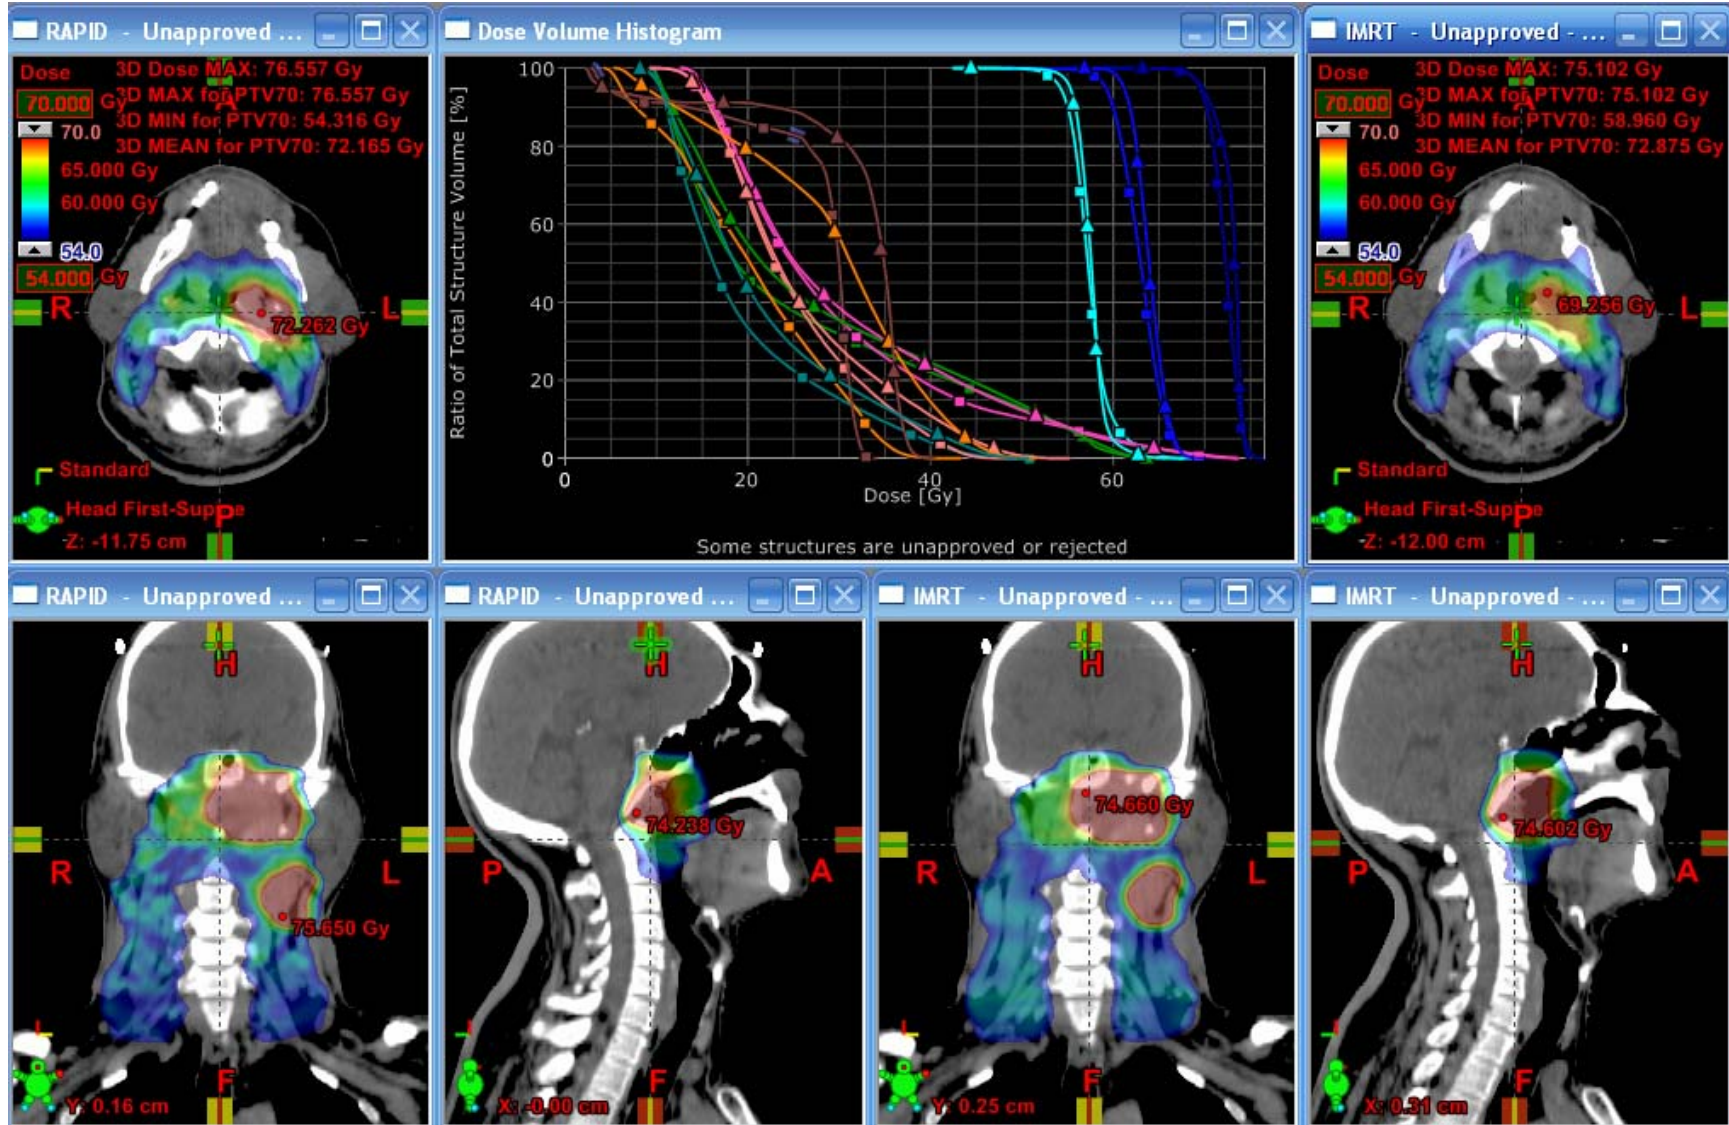 RAPID - Unapproved ...
Dose
3D Dose MAX: 76.557 Gy
70.000 Gy
3D MAX for PTV70: 76.557 Gy
70.0
3D MIN for PTV70: 54.316 Gy
3D MEAN for PTV70: 72.165 Gy
65.000 Gy
60.000 Gy
54.0
54.000 Gy
R
L
72.262 Gy
Standard
Head First-Supine
P
Z: -11.75 cm
Dose Volume Histogram
Ratio of Total Structure Volume [%]
100
80
60
40
20
0
0 20 40 60
Dose [Gy]
Some structures are unapproved or rejected
IMRT - Unapproved - ...
Dose
3D Dose MAX: 75.102 Gy
70.000 Gy
3D MAX for PTV70: 75.102 Gy
70.0
3D MIN for PTV70: 58.960 Gy
3D MEAN for PTV70: 72.875 Gy
65.000 Gy
60.000 Gy
54.0
54.000 Gy
R
L
69.256 Gy
Standard
Head First-Supine
P
Z: -12.00 cm
RAPID - Unapproved ...
H
R
L
75.650 Gy
F
Y: 0.16 cm
RAPID - Unapproved ...
H
74.238 Gy
P
A
F
X: -0.00 cm
IMRT - Unapproved - ...
H
74.660 Gy
R
L
F
Y: 0.25 cm
IMRT - Unapproved - ...
H
74.602 Gy
P
A
F
X: 0.31 cm